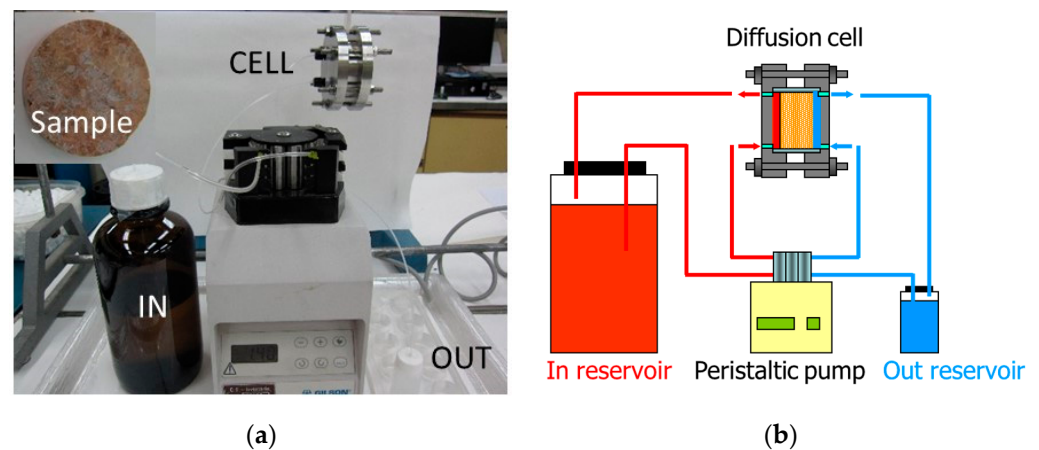 CELL
Sample
IN
OUT
GILSON
Diffusion cell
In reservoir
Peristaltic pump
Out reservoir
(a)
(b)